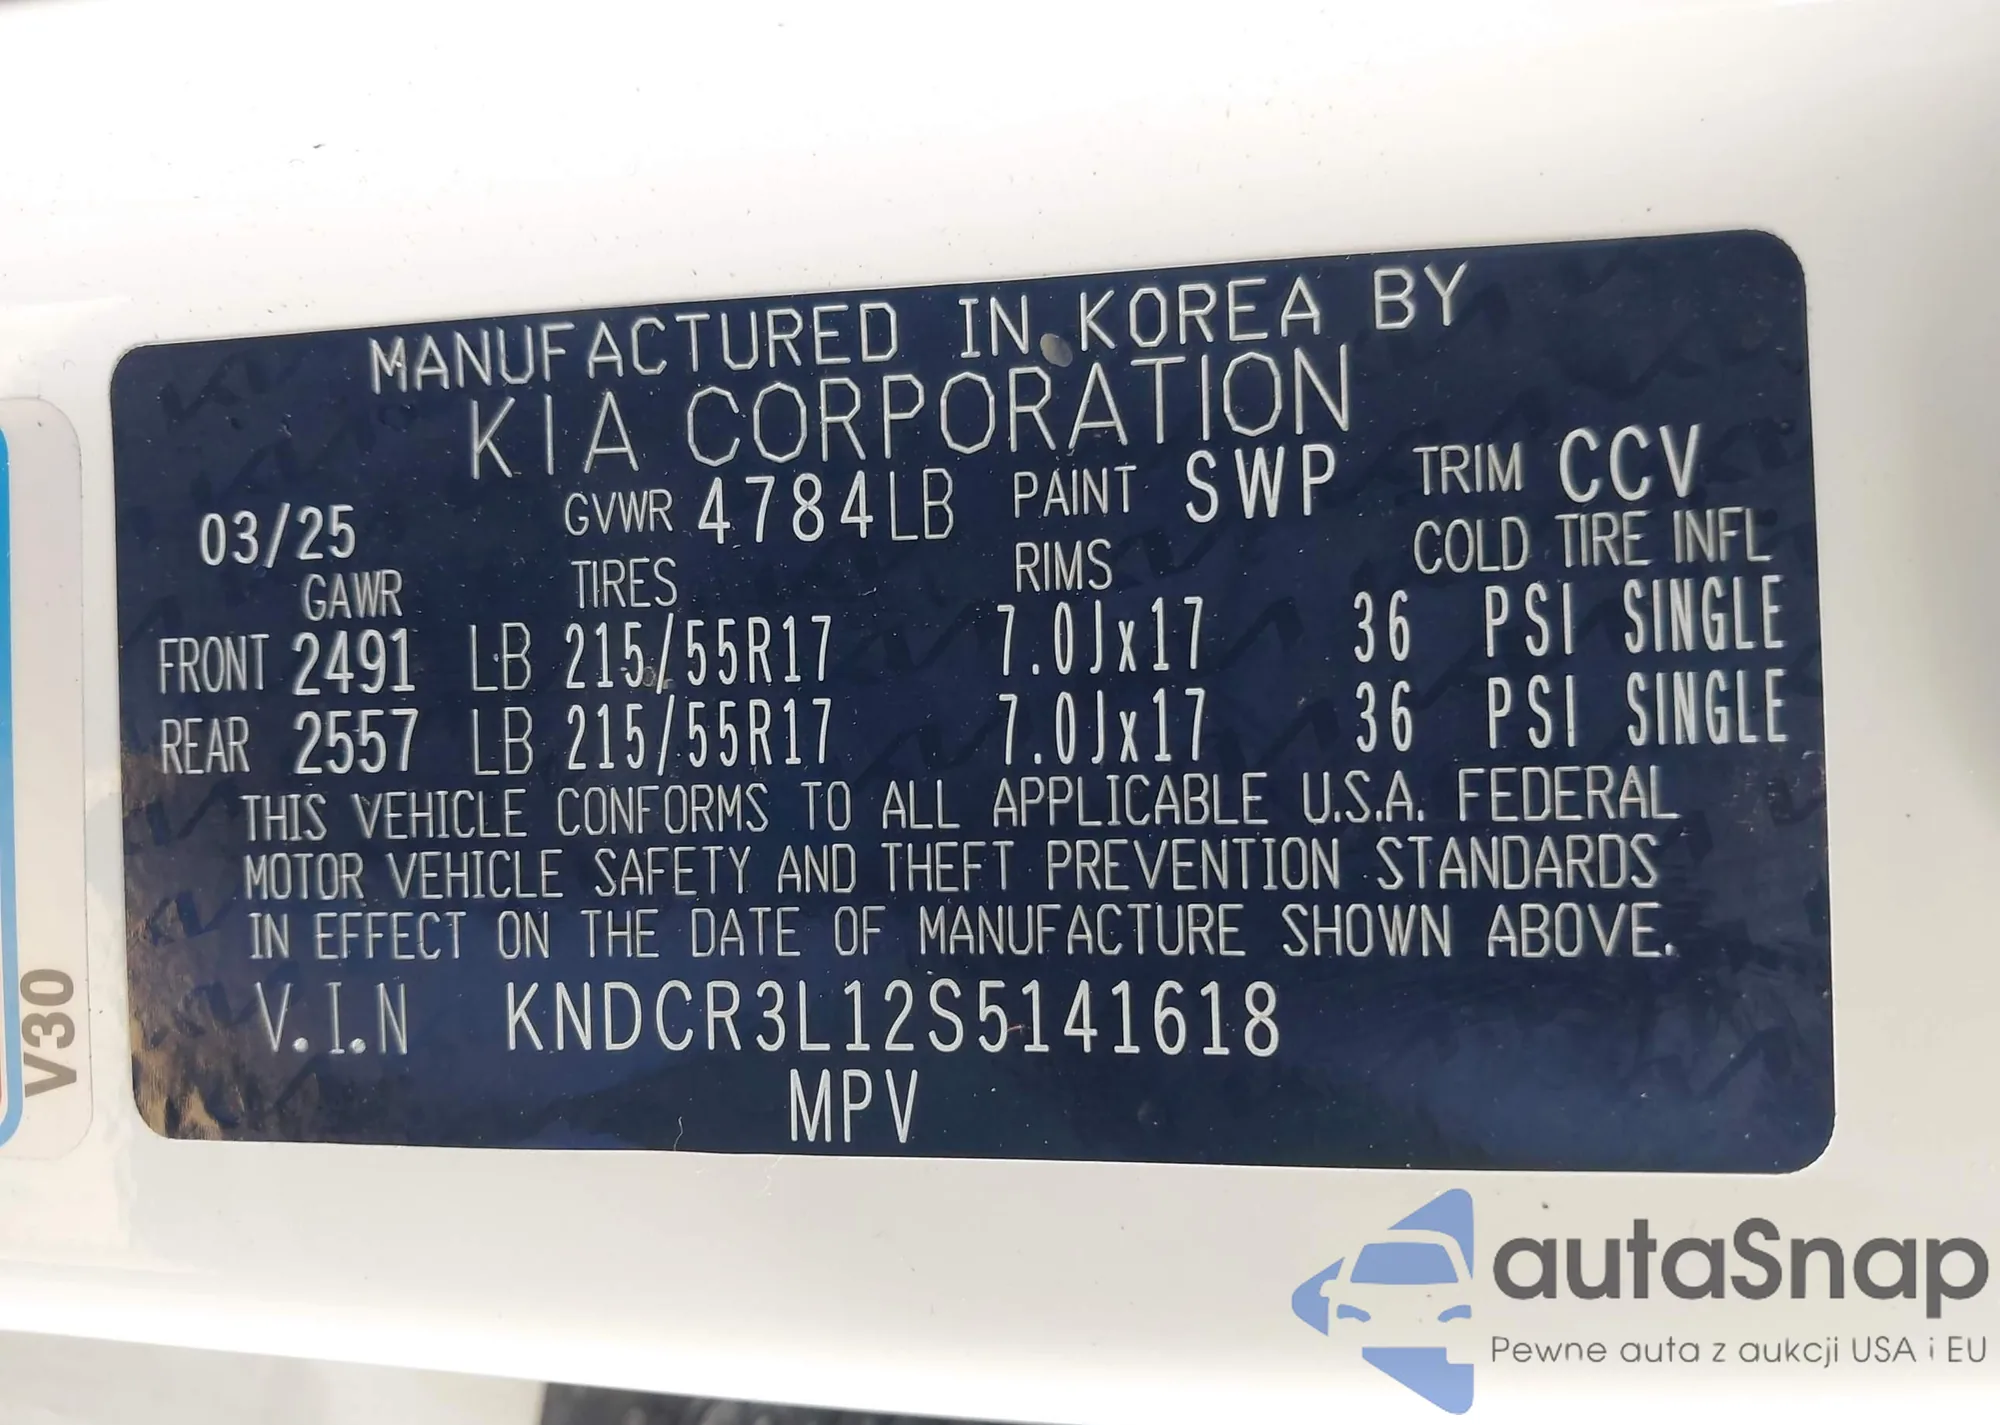 MANUFACTURED IN KOREA BY
KIA CORPORATION
03/25 GVWR 4784LB PAINT SWP TRIM CCV
GAWR TIRES RIMS COLD TIRE INFL
FRONT 2491 LB 215/55R17 7.0Jx17 36 PSI SINGLE
REAR 2557 LB 215/55R17 7.0Jx17 36 PSI SINGLE
THIS VEHICLE CONFORMS TO ALL APPLICABLE U.S.A. FEDERAL
MOTOR VEHICLE SAFETY AND THEFT PREVENTION STANDARDS
IN EFFECT ON THE DATE OF MANUFACTURE SHOWN ABOVE.
V.I.N KNDCR3L12S5141618
MPV
V30
autaSnap
Pewne auta z aukcji USA i EU